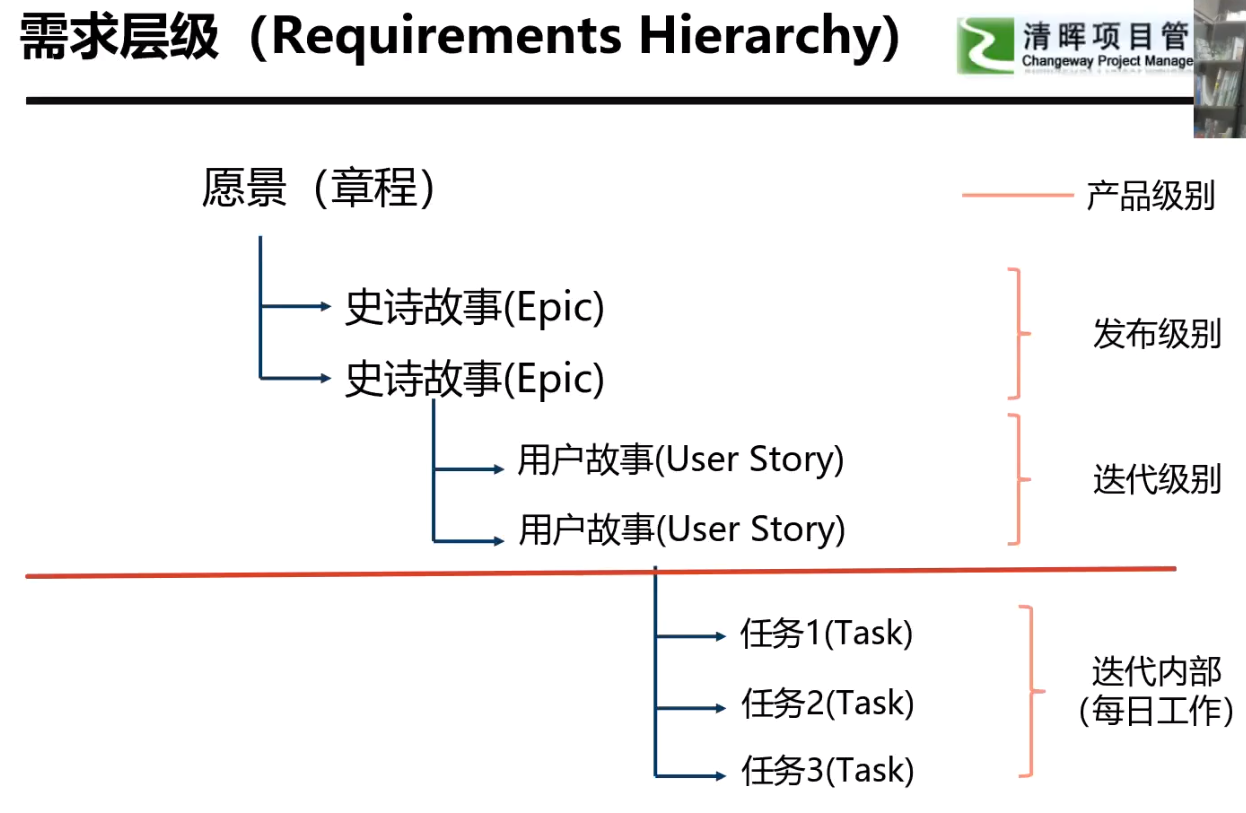 需求层级（Requirements Hierarchy)
清晖项目管
Changeway Project Manage
愿景（章程）
产品级别
史诗故事(Epic)
史诗故事(Epic)
发布级别
用户故事(User Story)
用户故事(User Story)
迭代级别
任务1(Task)
任务2(Task)
任务3(Task)
迭代内部
（每日工作）